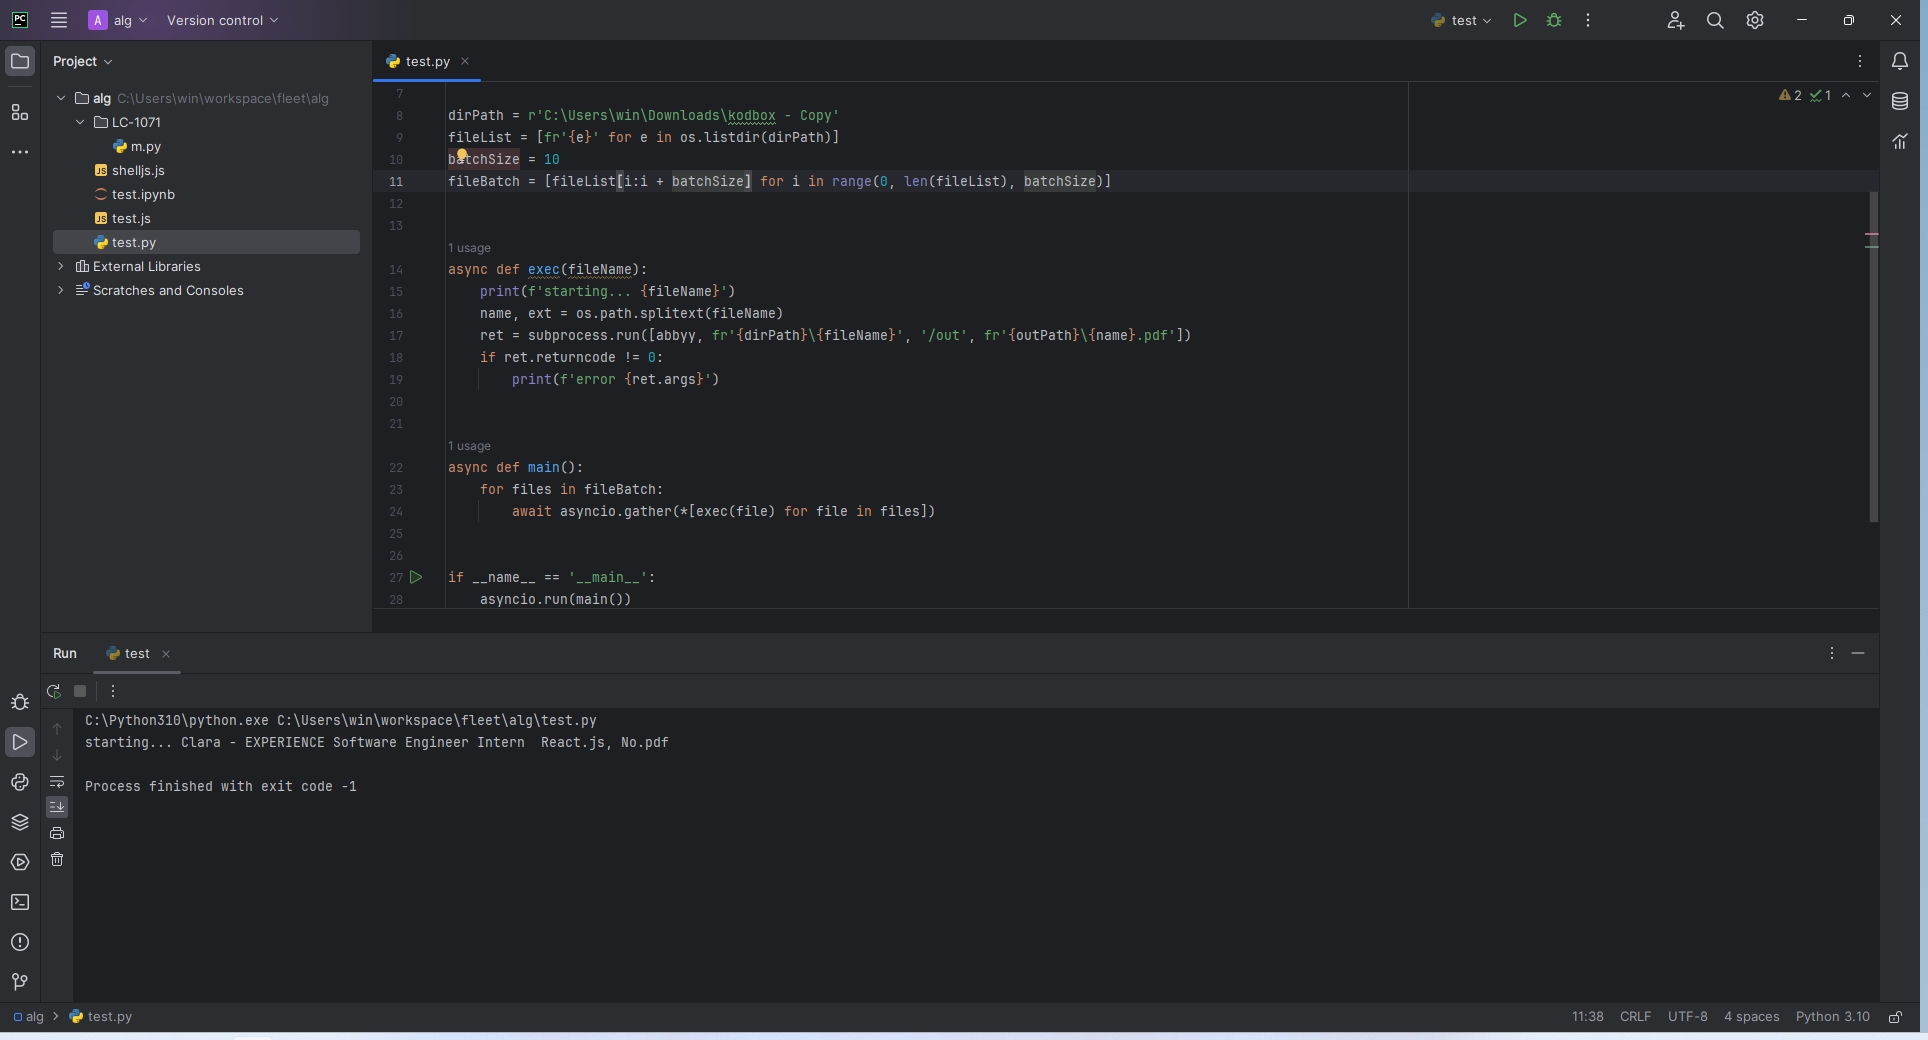 PC
A alg Version control
test
Project
alg C:\Users\win\workspace\fleet\alg
LC-1071
m.py
JS shelljs.js
test.ipynb
JS test.js
test.py
External Libraries
Scratches and Consoles
test.py
2 1
7
8 dirPath = r'C:\Users\win\Downloads\kodbox - Copy'
9 fileList = [fr'{e}' for e in os.listdir(dirPath)]
10 batchSize = 10
11 fileBatch = [fileList[i:i + batchSize] for i in range(0, len(fileList), batchSize)]
12
13
1 usage
14 async def exec(fileName):
15 print(f'starting... {fileName}')
16 name, ext = os.path.splitext(fileName)
17 ret = subprocess.run([abbyy, fr'{dirPath}\{fileName}', '/out', fr'{outPath}\{name}.pdf'])
18 if ret.returncode != 0:
19 print(f'error {ret.args}')
20
21
1 usage
22 async def main():
23 for files in fileBatch:
24 await asyncio.gather(*[exec(file) for file in files])
25
26
27 if __name__ == '__main__':
28 asyncio.run(main())
Run test
C:\Python310\python.exe C:\Users\win\workspace\fleet\alg\test.py
starting... Clara - EXPERIENCE Software Engineer Intern  React.js, No.pdf
Process finished with exit code -1
alg > test.py
11:38 CRLF UTF-8 4 spaces Python 3.10